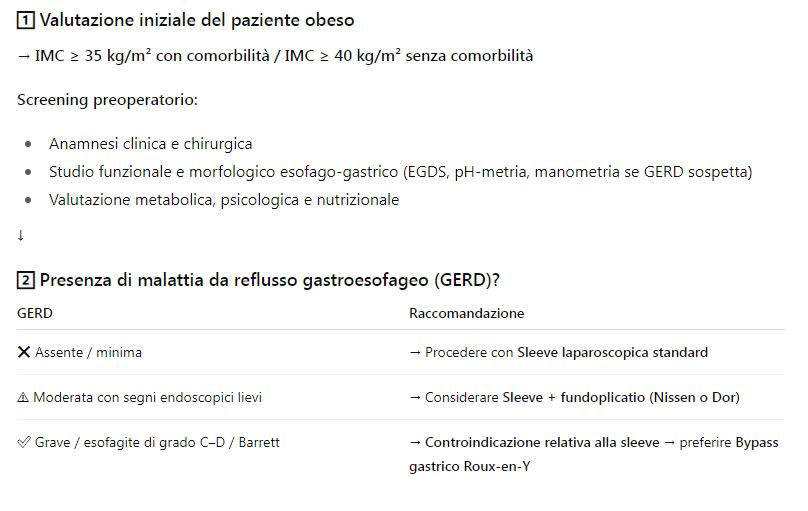 1️⃣ Valutazione iniziale del paziente obeso
→ IMC ≥ 35 kg/m² con comorbilità / IMC ≥ 40 kg/m² senza comorbilità
Screening preoperatorio:
• Anamnesi clinica e chirurgica
• Studio funzionale e morfologico esofago-gastrico (EGDS, pH-metria, manometria se GERD sospetta)
• Valutazione metabolica, psicologica e nutrizionale
↓
2️⃣ Presenza di malattia da reflusso gastroesofageo (GERD)?
GERD Raccomandazione
❌ Assente / minima → Procedere con Sleeve laparoscopica standard
⚠️ Moderata con segni endoscopici lievi → Considerare Sleeve + fundoplicatio (Nissen o Dor)
✅ Grave / esofagite di grado C–D / Barrett → Controindicazione relativa alla sleeve → preferire Bypass
gastrico Roux-en-Y